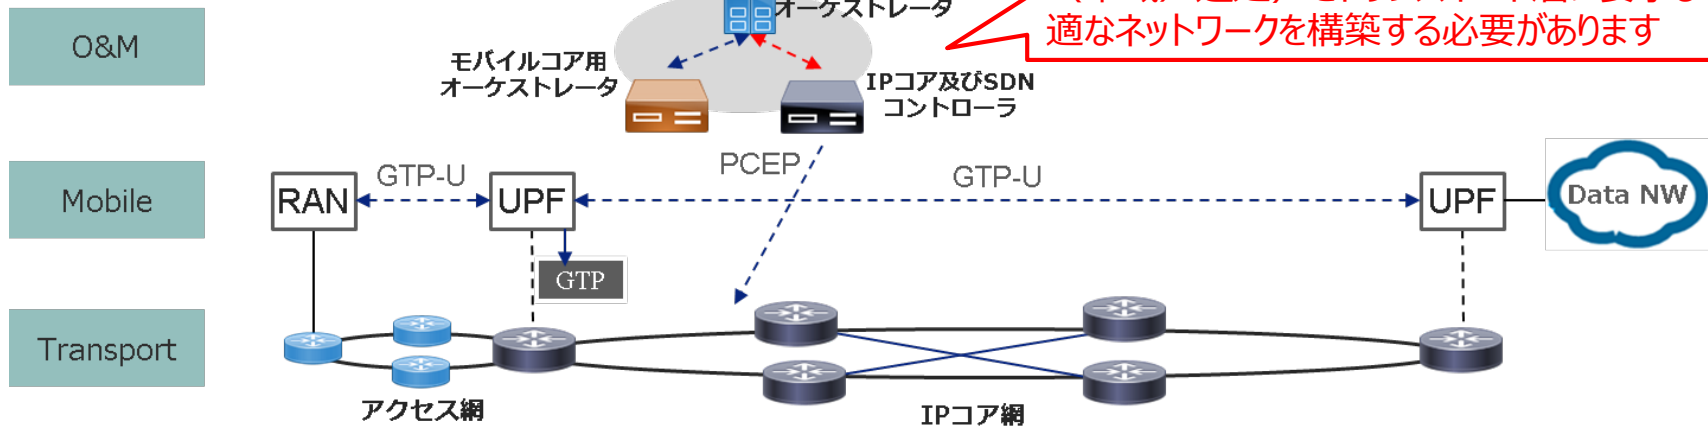 オーケストレータ
適なネットワークを構築する必要があります
O&M
モバイルコア用
オーケストレータ
IPコア及びSDN
コントローラ
PCEP
Mobile
RAN
GTP-U
UPF
GTP-U
UPF
Data NW
GTP
Transport
アクセス網
IPコア網